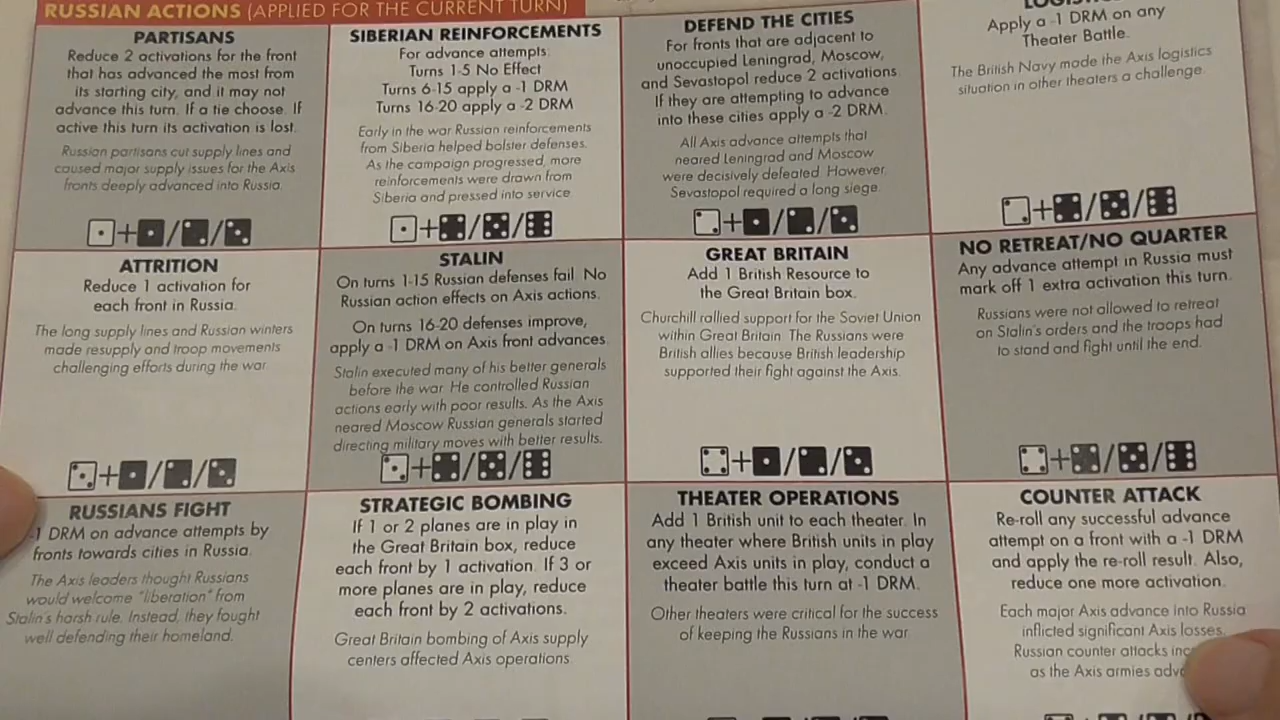 RUSSIAN ACTIONS (APPLIED FOR THE CURRENT TURN)
PARTISANS
Reduce 2 activations for the front
that has advanced the most from
its starting city, and it may not
advance this turn. If a tie choose. If
active this turn its activation is lost.
Russian partisans cut supply lines and
caused major supply issues for the Axis
fronts deeply advanced into Russia.
SIBERIAN REINFORCEMENTS
For advance attempts:
Turns 1-5 No Effect
Turns 6-15 apply a -1 DRM
Turns 16-20 apply a -2 DRM
Early in the war Russian reinforcements
from Siberia helped bolster defenses.
As the campaign progressed, more
reinforcements were drawn from
Siberia and pressed into service.
DEFEND THE CITIES
For fronts that are adjacent to
unoccupied Leningrad, Moscow,
and Sevastopol reduce 2 activations.
If they are attempting to advance
into these cities apply a -2 DRM.
All Axis advance attempts that
neared Leningrad and Moscow
were decisively defeated. However,
Sevastopol required a long siege.
Apply a -1 DRM on any
Theater Battle.
The British Navy made the Axis logistics
situation in other theaters a challenge.
ATTRITION
Reduce 1 activation for
each front in Russia.
The long supply lines and Russian winters
made resupply and troop movements
challenging efforts during the war.
STALIN
On turns 1-15 Russian defenses fail. No
Russian action effects on Axis actions.
On turns 16-20 defenses improve,
apply a -1 DRM on Axis front advances.
Stalin executed many of his better generals
before the war. He controlled Russian
actions early with poor results. As the Axis
neared Moscow Russian generals started
directing military moves with better results.
GREAT BRITAIN
Add 1 British Resource to
the Great Britain box.
Churchill rallied support for the Soviet Union
within Great Britain. The Russians were
British allies because British leadership
supported their fight against the Axis.
NO RETREAT/NO QUARTER
Any advance attempt in Russia must
mark off 1 extra activation this turn.
Russians were not allowed to retreat
on Stalin's orders and the troops had
to stand and fight until the end.
RUSSIANS FIGHT
-1 DRM on advance attempts by
fronts towards cities in Russia.
The Axis leaders thought Russians
would welcome "liberation" from
Stalin's harsh rule. Instead, they fought
well defending their homeland.
STRATEGIC BOMBING
If 1 or 2 planes are in play in
the Great Britain box, reduce
each front by 1 activation. If 3 or
more planes are in play, reduce
each front by 2 activations.
Great Britain bombing of Axis supply
centers affected Axis operations.
THEATER OPERATIONS
Add 1 British unit to each theater. In
any theater where British units in play
exceed Axis units in play, conduct a
theater battle this turn at -1 DRM.
Other theaters were critical for the success
of keeping the Russians in the war.
COUNTER ATTACK
Re-roll any successful advance
attempt on a front with a -1 DRM
and apply the re-roll result. Also,
reduce one more activation.
Each major Axis advance into Russia
inflicted significant Axis losses.
Russian counter attacks
as the Axis armies